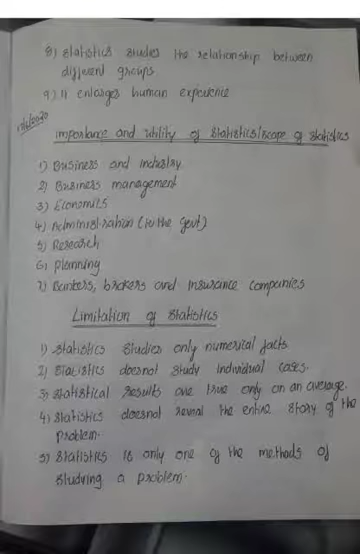 8) Statistics studies the relationship between
different groups
9) It enlarges human experience
Importance and utility of Statistics/scope of statistics
1) Business and industry
2) Business management
3) Economics
4) Administration (to the govt)
5) Research
6) planning
7) Bankers, brokers and Insurance companies
Limitation of Statistics
1) Statistics studies only numerical facts.
2) Statistics doesnot study individual cases.
3) Statistical results are true only on an average.
4) Statistics doesnot reveal the entire story of the
problem.
5) Statistics is only one of the methods of
studying a problem.